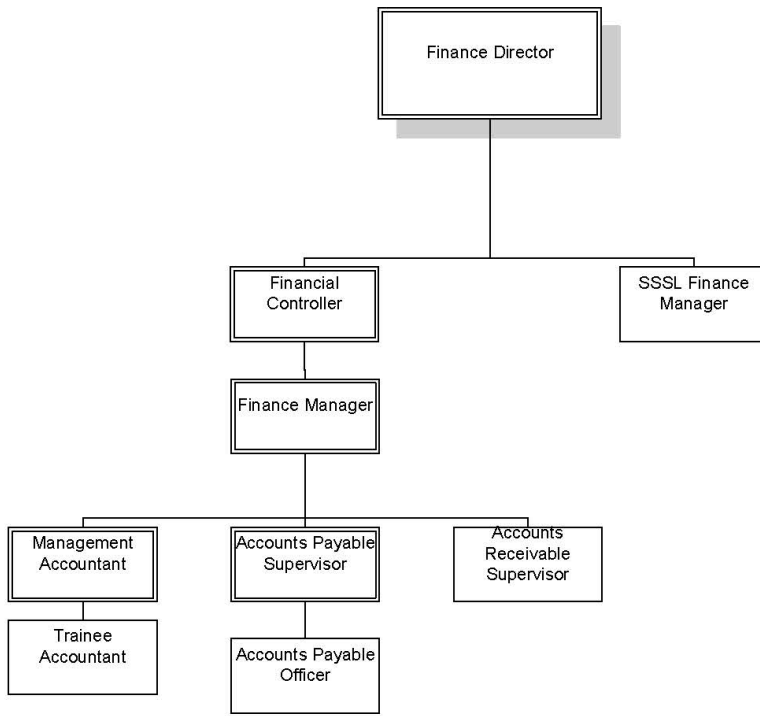 Finance Director
Financial
Controller
SSSL Finance
Manager
Finance Manager
Management
Accountant
Accounts Payable
Supervisor
Accounts
Receivable
Supervisor
Trainee
Accountant
Accounts Payable
Officer